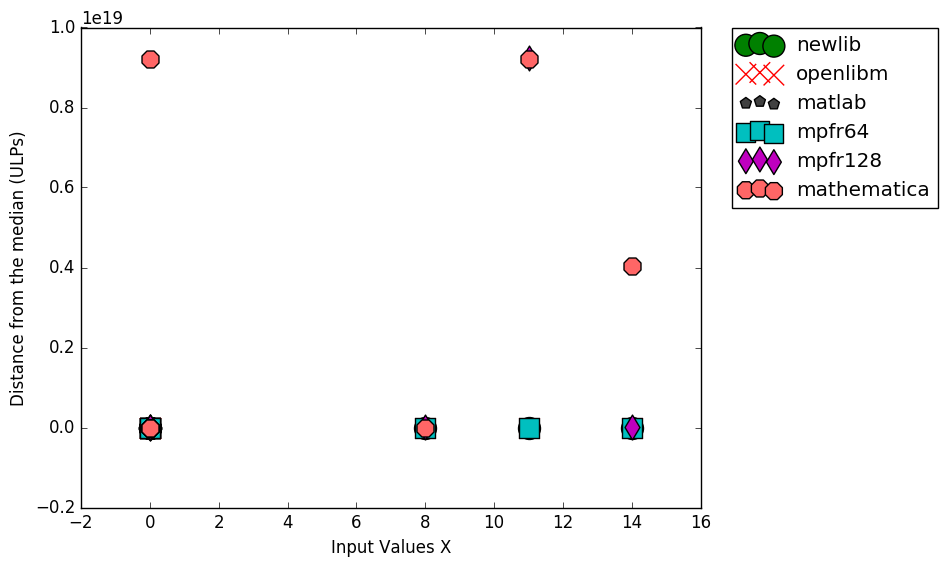 1e19
1.0
0.8
0.6
0.4
0.2
0.0
−0.2
−2
0
2
4
6
8
10
12
14
16
Distance from the median (ULPs)
Input Values X
newlib
openlibm
matlab
mpfr64
mpfr128
mathematica